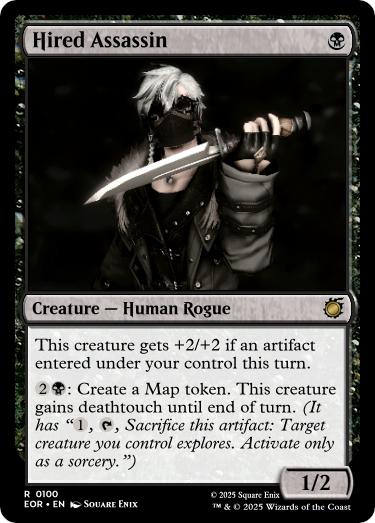 Hired Assassin
Creature — Human Rogue
This creature gets +2/+2 if an artifact
entered under your control this turn.
2: Create a Map token. This creature
gains deathtouch until end of turn. (It
has “1, , Sacrifice this artifact: Target
creature you control explores. Activate only
as a sorcery.”)
1/2
R 0100
EOR • EN SQUARE ENIX
© 2025 Square Enix
™ & © 2025 Wizards of the Coast